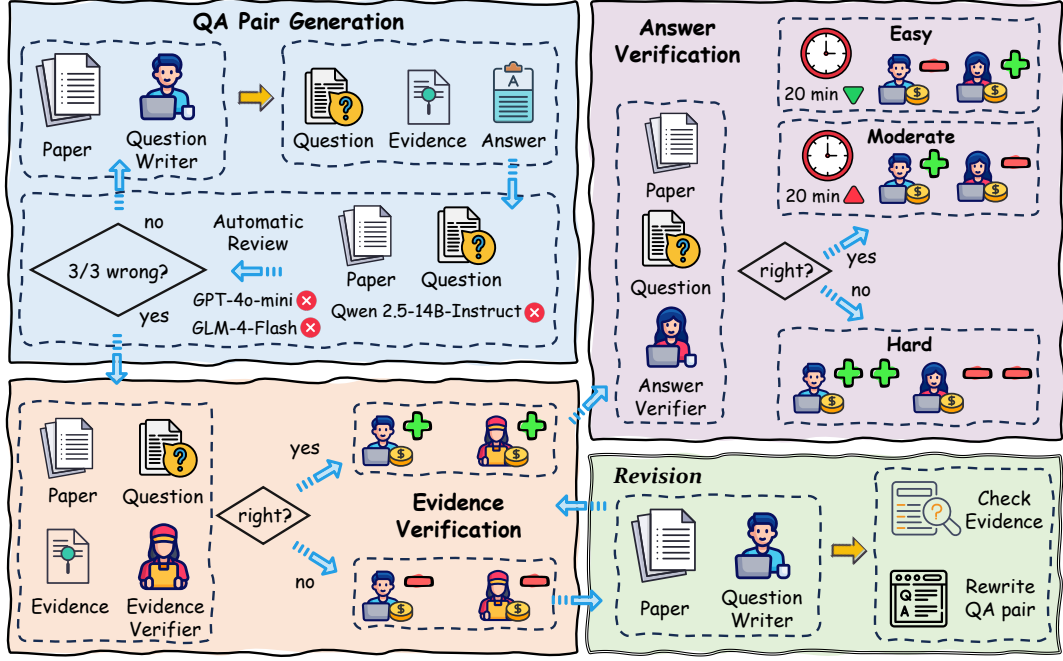 QA Pair Generation
Paper
Question
Writer
Question
Evidence
A
Answer
no
3/3 wrong?
yes
Automatic
Review
GPT-4o-mini
GLM-4-Flash
Paper
Question
Qwen 2.5-14B-Instruct
Answer
Verification
Paper
Question
Answer
Verifier
Easy
20 min
Moderate
20 min
right?
yes
no
Hard
Paper
Question
Evidence
Evidence
Verifier
right?
yes
no
Evidence
Verification
Revision
Paper
Question
Writer
Check
Evidence
Q
A
Rewrite
QA pair